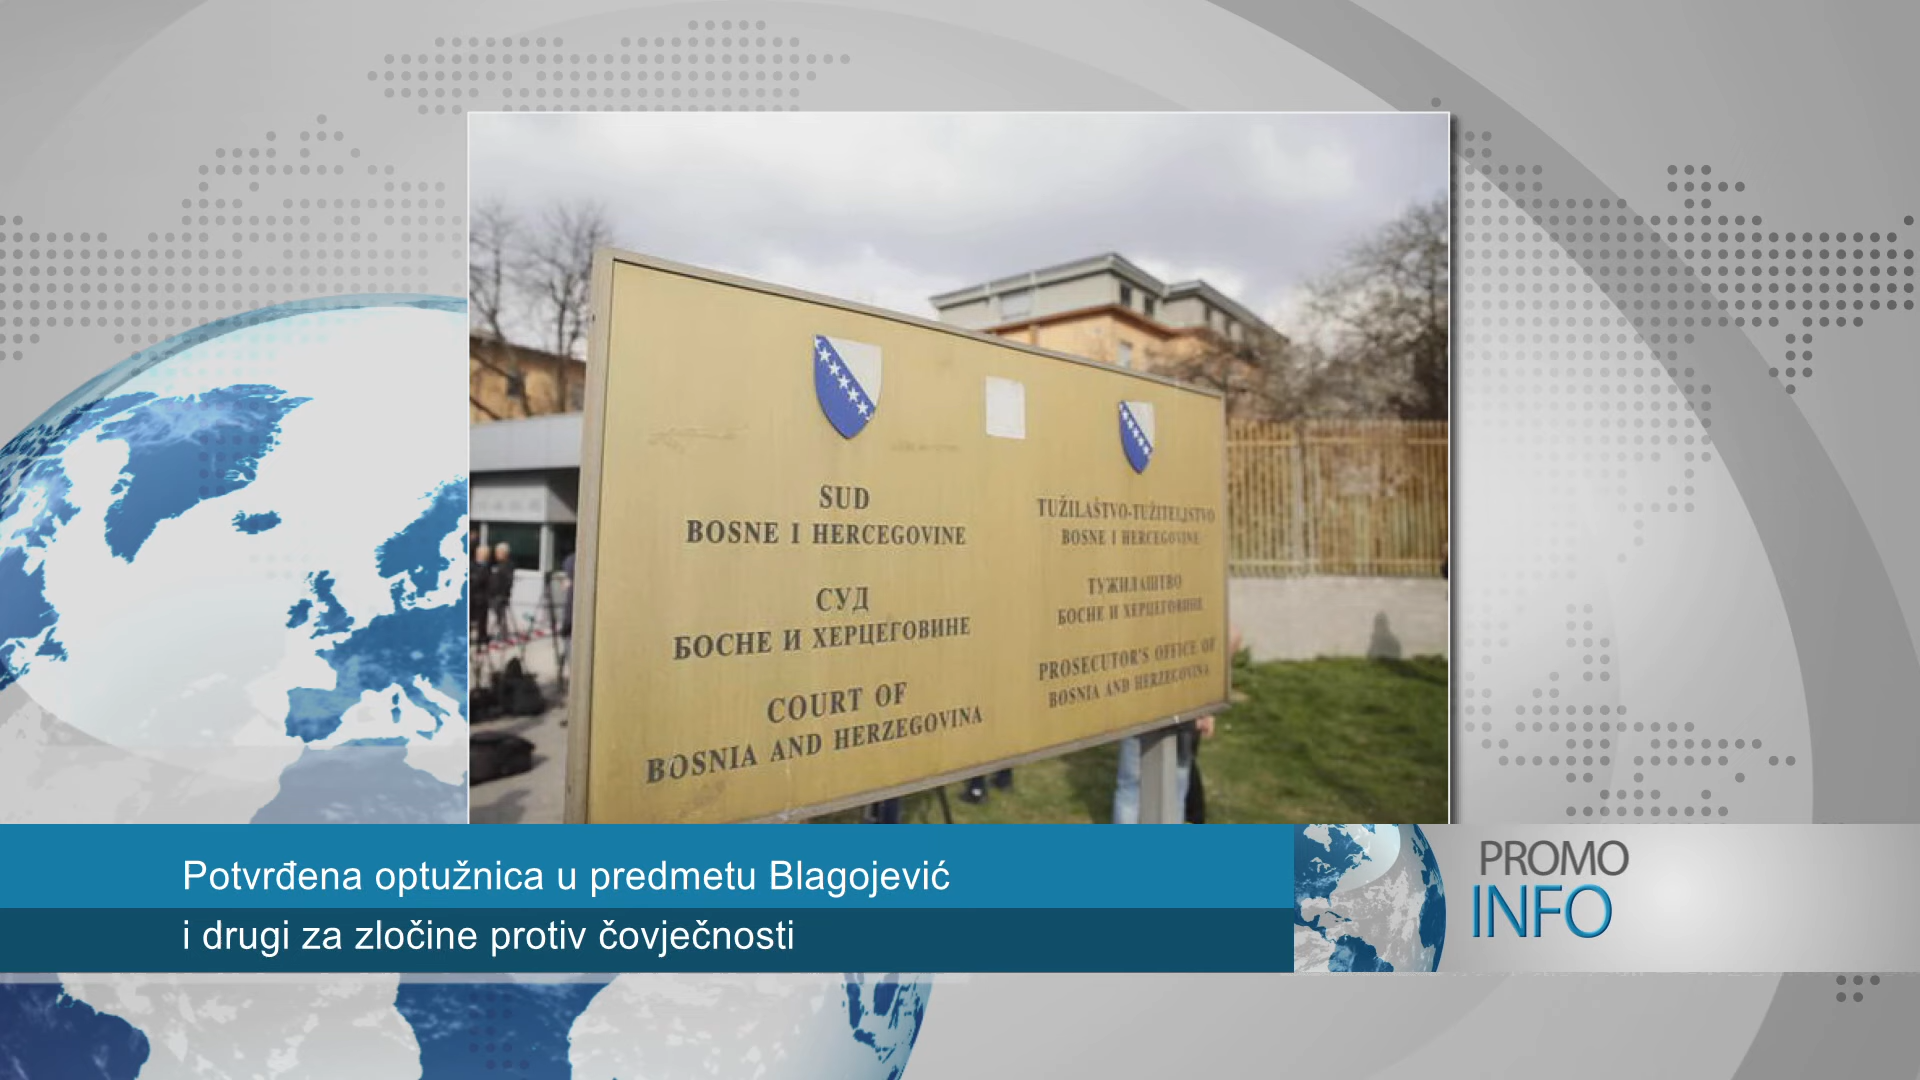 SUD
BOSNE I HERCEGOVINE
СУД
БОСНЕ И ХЕРЦЕГОВИНЕ
COURT OF
BOSNIA AND HERZEGOVINA
TUŽILAŠTVO-TUŽITELJSTVO
BOSNE I HERCEGOVINE
ТУЖИЛАШТВО
БОСНЕ И ХЕРЦЕГОВИНЕ
PROSECUTOR'S OFFICE OF
BOSNIA AND HERZEGOVINA
Potvrđena optužnica u predmetu Blagojević
i drugi za zločine protiv čovječnosti
PROMO
INFO